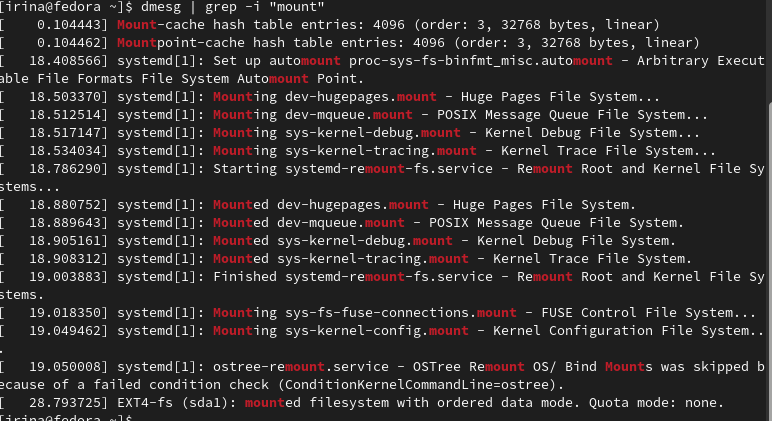 [irina@fedora ~]$ dmesg | grep -i "mount"
[    0.104443] Mount-cache hash table entries: 4096 (order: 3, 32768 bytes, linear)
[    0.104462] Mountpoint-cache hash table entries: 4096 (order: 3, 32768 bytes, linear)
[   18.408566] systemd[1]: Set up automount proc-sys-fs-binfmt_misc.automount - Arbitrary Execut
able File Formats File System Automount Point.
[   18.503370] systemd[1]: Mounting dev-hugepages.mount - Huge Pages File System...
[   18.512514] systemd[1]: Mounting dev-mqueue.mount - POSIX Message Queue File System...
[   18.517147] systemd[1]: Mounting sys-kernel-debug.mount - Kernel Debug File System...
[   18.534034] systemd[1]: Mounting sys-kernel-tracing.mount - Kernel Trace File System...
[   18.786290] systemd[1]: Starting systemd-remount-fs.service - Remount Root and Kernel File Sy
stems...
[   18.880752] systemd[1]: Mounted dev-hugepages.mount - Huge Pages File System.
[   18.889643] systemd[1]: Mounted dev-mqueue.mount - POSIX Message Queue File System.
[   18.905161] systemd[1]: Mounted sys-kernel-debug.mount - Kernel Debug File System.
[   18.908312] systemd[1]: Mounted sys-kernel-tracing.mount - Kernel Trace File System.
[   19.003883] systemd[1]: Finished systemd-remount-fs.service - Remount Root and Kernel File Sy
stems.
[   19.018350] systemd[1]: Mounting sys-fs-fuse-connections.mount - FUSE Control File System...
[   19.049462] systemd[1]: Mounting sys-kernel-config.mount - Kernel Configuration File System..
.
[   19.050008] systemd[1]: ostree-remount.service - OSTree Remount OS/ Bind Mounts was skipped b
ecause of a failed condition check (ConditionKernelCommandLine=ostree).
[   28.793725] EXT4-fs (sda1): mounted filesystem with ordered data mode. Quota mode: none.
[irina@fedora ~]$